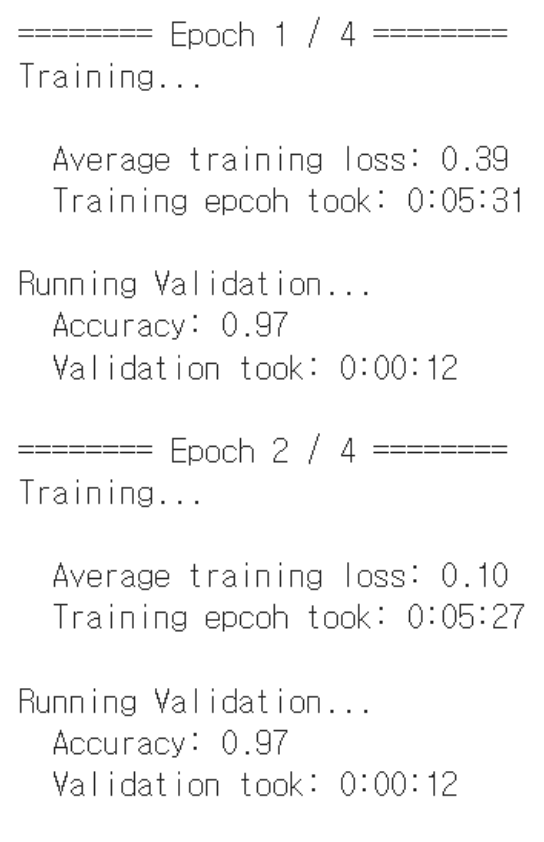 ======== Epoch 1 / 4 ========
Training...
Average training loss: 0.39
Training epcoh took: 0:05:31
Running Validation...
Accuracy: 0.97
Validation took: 0:00:12
======== Epoch 2 / 4 ========
Training...
Average training loss: 0.10
Training epcoh took: 0:05:27
Running Validation...
Accuracy: 0.97
Validation took: 0:00:12